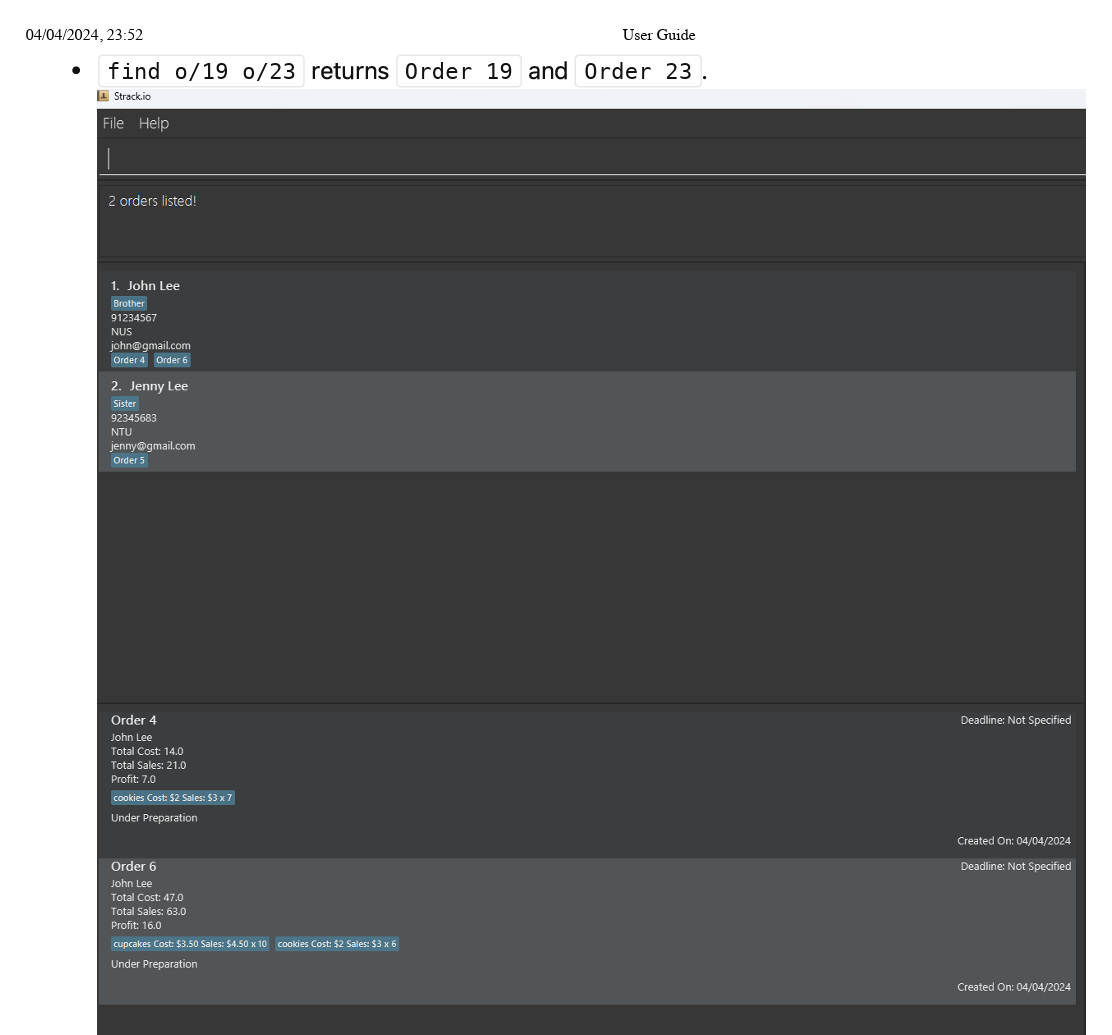 04/04/2024, 23:52 User Guide
• find o/19 o/23 returns Order 19 and Order 23.
Strack.io
File Help
2 orders listed!
1. John Lee
Brother
91234567
NUS
john@gmail.com
Order 4 Order 6
2. Jenny Lee
Sister
92345683
NTU
jenny@gmail.com
Order 5
Order 4 Deadline: Not Specified
John Lee
Total Cost: 14.0
Total Sales: 21.0
Profit: 7.0
cookies Cost: $2 Sales: $3 x 7
Under Preparation
Created On: 04/04/2024
Order 6 Deadline: Not Specified
John Lee
Total Cost: 47.0
Total Sales: 63.0
Profit: 16.0
cupcakes Cost: $3.50 Sales: $4.50 x 10 cookies Cost: $2 Sales: $3 x 6
Under Preparation
Created On: 04/04/2024